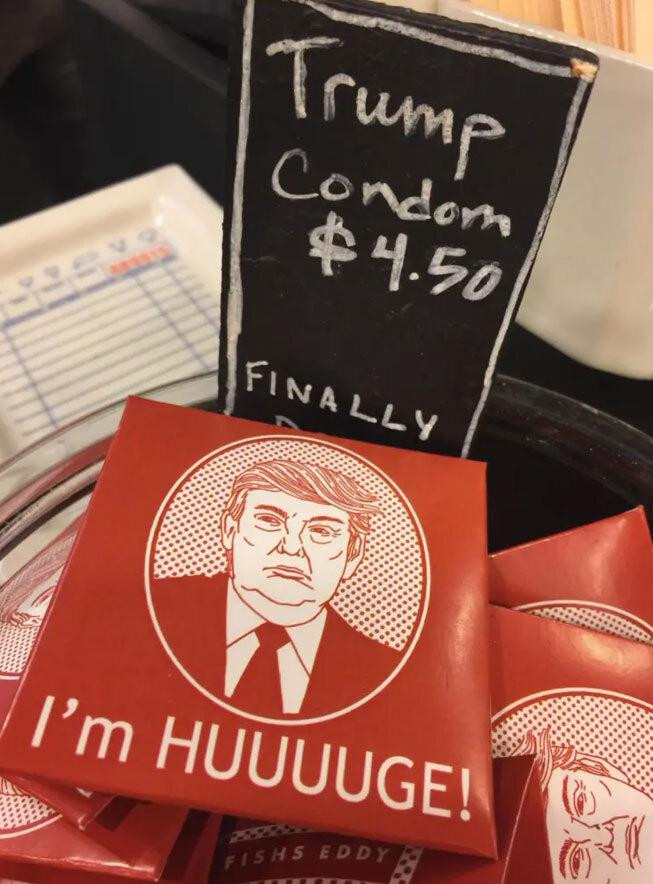 Trump
Condom
$4.50
FINALLY
I'm HUUUUGE!
FISHS EDDY